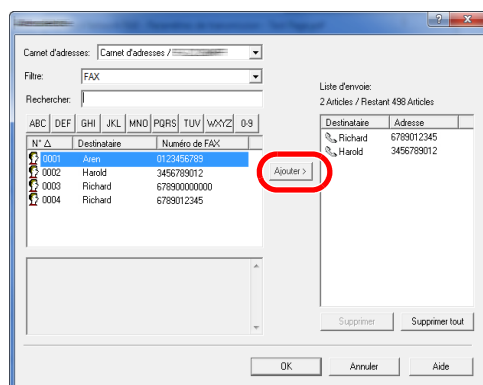 Carnet d'adresses: Carnet d'adresses /
Filtre: FAX
Rechercher:
ABC DEF GHI JKL MNO PQRS TUV WXYZ 0-9
N° Δ Destinataire Numéro de FAX
0001 Aren 0123456789
0002 Harold 3456789012
0003 Richard 678900000000
0004 Richard 6789012345
Ajouter >
Liste d'envoie:
2 Articles / Restant 498 Articles
Destinataire Adresse
Richard 6789012345
Harold 3456789012
Supprimer Supprimer tout
OK Annuler Aide